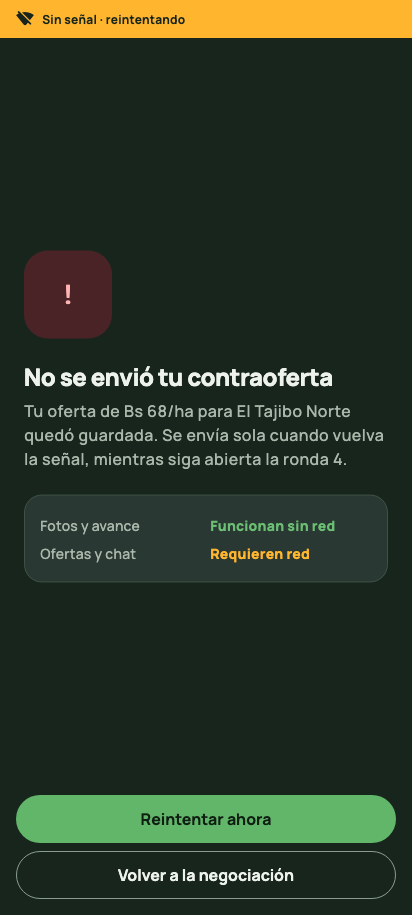 Sin señal · reintentando
!
No se envió tu contraoferta
Tu oferta de Bs 68/ha para El Tajibo Norte
quedó guardada. Se envía sola cuando vuelva
la señal, mientras siga abierta la ronda 4.
Fotos y avance Funcionan sin red
Ofertas y chat Requieren red
Reintentar ahora
Volver a la negociación